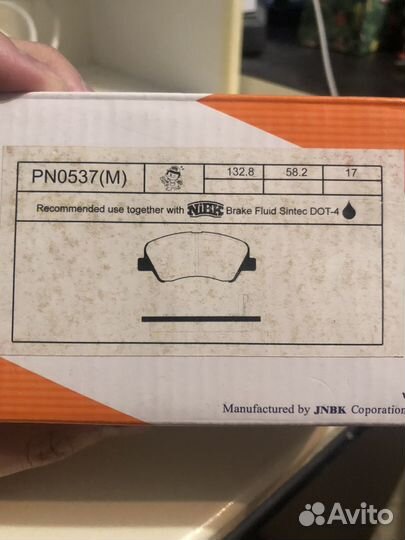 PN0537(M) 132.8 58.2 17
Recommended use together with NiBK Brake Fluid Sintec DOT-4
Manufactured by JNBK Coporation
Avito